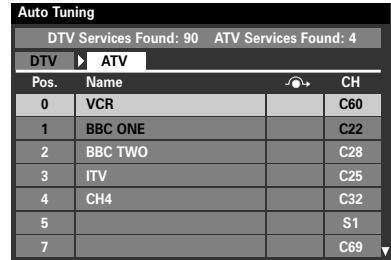 Auto Tuning
DTV Services Found: 90 ATV Services Found: 4
DTV ATV
Pos. Name CH
0 VCR C60
1 BBC ONE C22
2 BBC TWO C28
3 ITV C25
4 CH4 C32
5 S1
7 C69